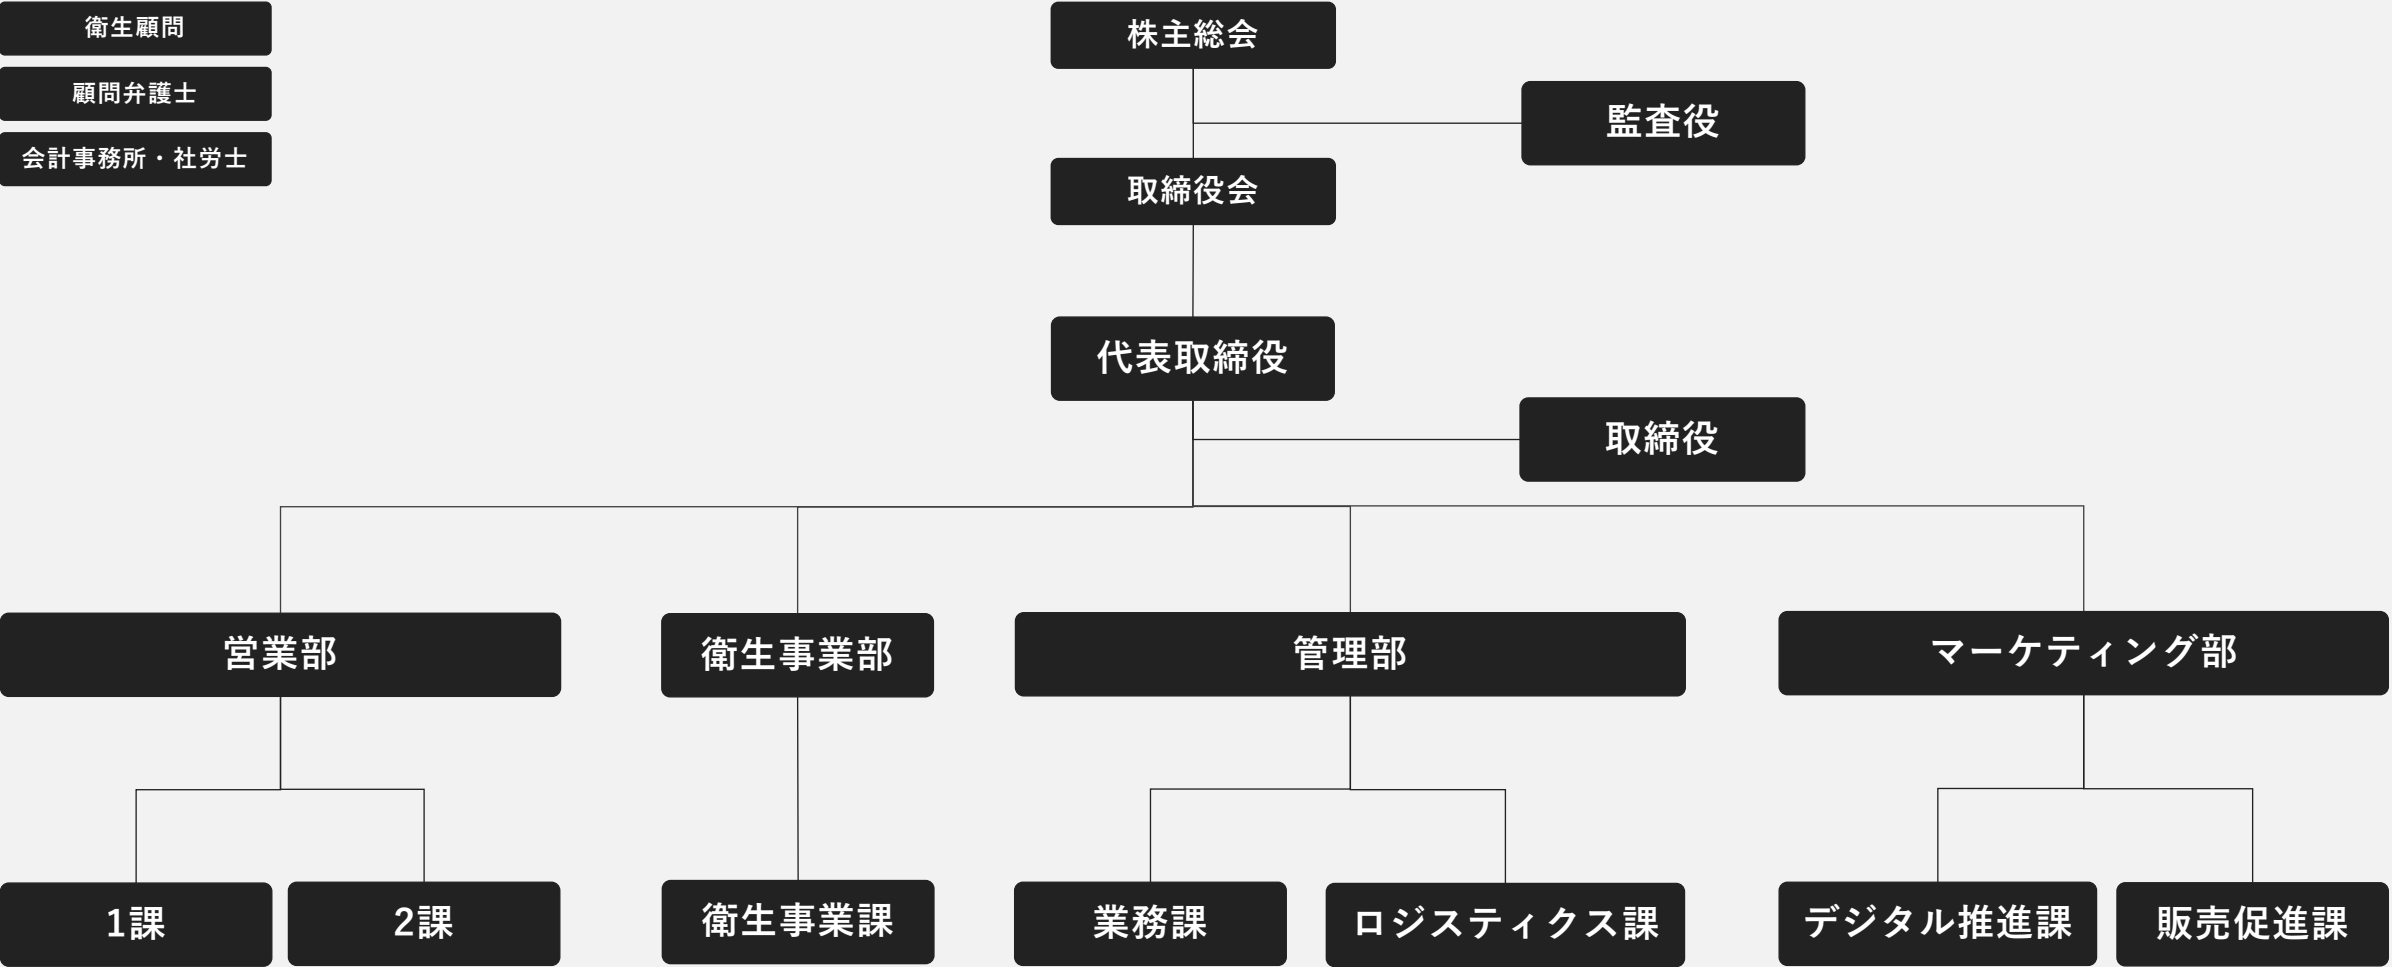 衛生顧問
顧問弁護士
会計事務所・社労士
株主総会
監査役
取締役会
代表取締役
取締役
営業部
衛生事業部
管理部
マーケティング部
1課
2課
衛生事業課
業務課
ロジスティクス課
デジタル推進課
販売促進課